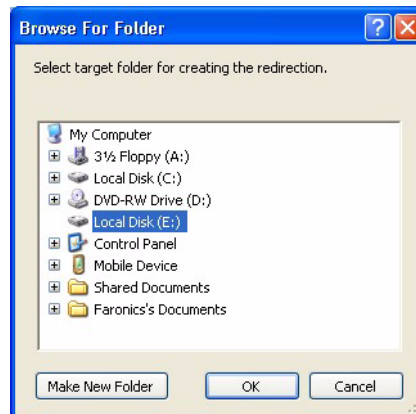 Browse For Folder
Select target folder for creating the redirection.
My Computer
3½ Floppy (A:)
Local Disk (C:)
DVD-RW Drive (D:)
Local Disk (E:)
Control Panel
Mobile Device
Shared Documents
Faronics's Documents
Make New Folder OK Cancel